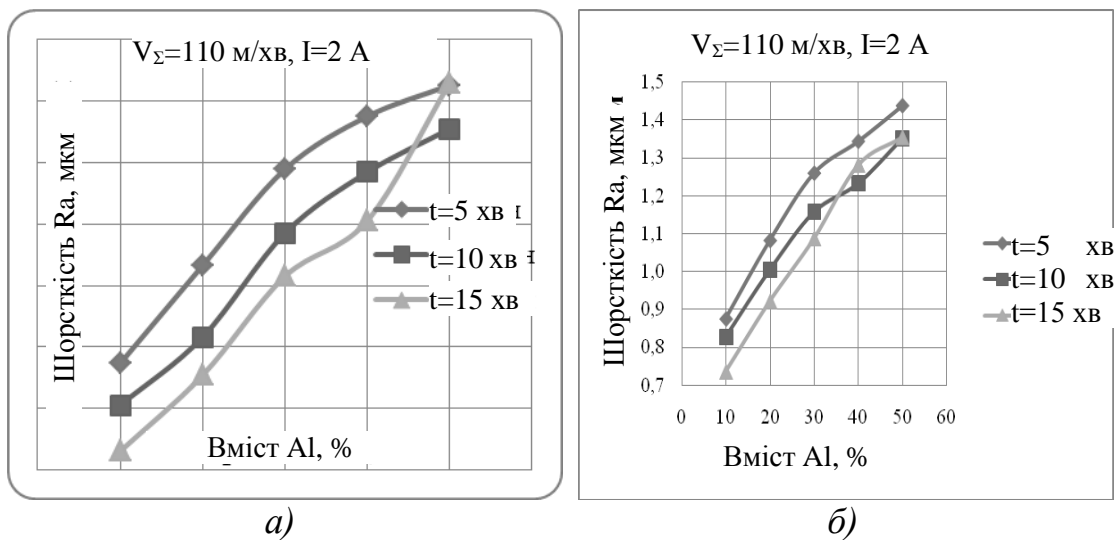 V_Σ=110 м/хв, I=2 А
Шорсткість Ra, мкм
t=5 хв
t=10 хв
t=15 хв
Вміст Al, %
а)
V_Σ=110 м/хв, I=2 А
Шорсткість Ra, мкм
1,5
1,4
1,3
1,2
1,1
1,0
0,9
0,8
0,7
0 10 20 30 40 50 60
t=5 хв
t=10 хв
t=15 хв
Вміст Al, %
б)